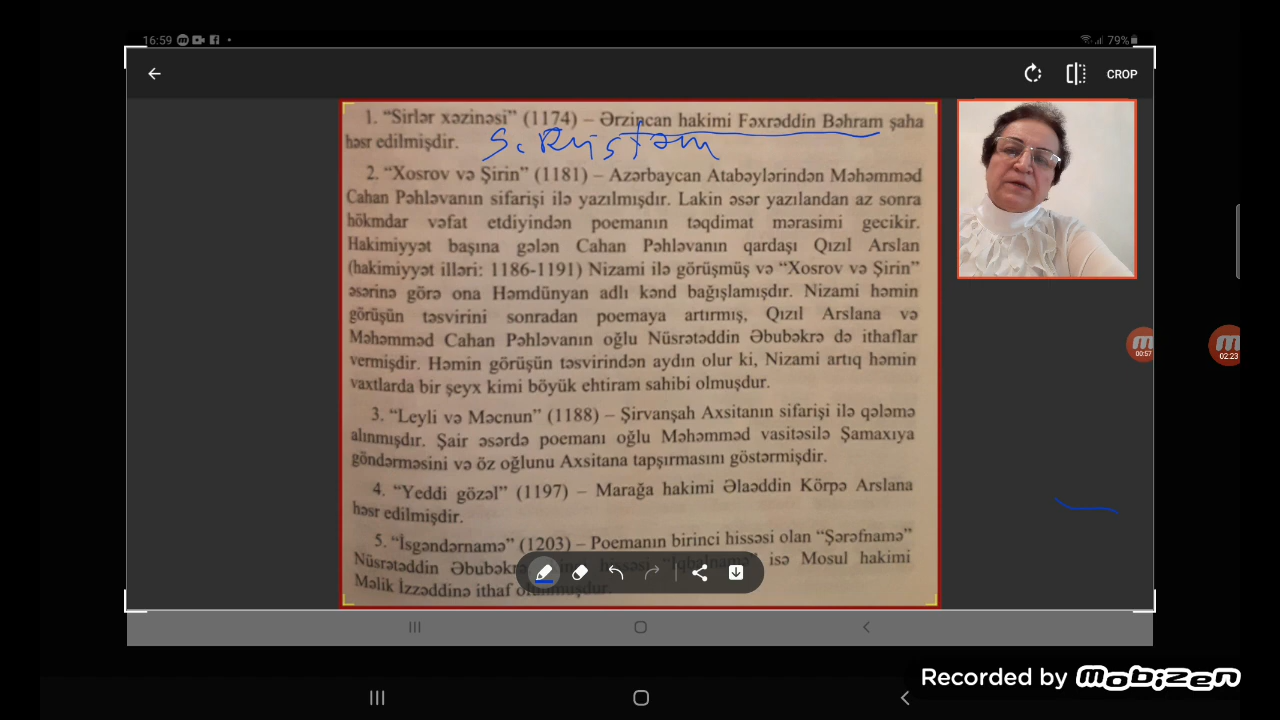 16:59
79%
CROP
1. “Sirlər xəzinəsi” (1174) – Ərzincan hakimi Fəxrəddin Bəhram şaha
həsr edilmişdir.
S. Rüstəm
2. “Xosrov və Şirin” (1181) – Azərbaycan Atabəylərindən Məhəmməd
Cahan Pəhləvanın sifarişi ilə yazılmışdır. Lakin əsər yazılandan az sonra
hökmdar vəfat etdiyindən poemanın təqdimat mərasimi gecikir.
Hakimiyyət başına gələn Cahan Pəhləvanın qardaşı Qızıl Arslan
(hakimiyyət illəri: 1186-1191) Nizami ilə görüşmüş və “Xosrov və Şirin”
əsərinə görə ona Həmdünyan adlı kənd bağışlamışdır. Nizami həmin
görüşün təsvirini sonradan poemaya artırmış, Qızıl Arslana və
Məhəmməd Cahan Pəhləvanın oğlu Nüsrətəddin Əbubəkrə də ithaflar
vermişdir. Həmin görüşün təsvirindən aydın olur ki, Nizami artıq həmin
vaxtlarda bir şeyx kimi böyük ehtiram sahibi olmuşdur.
3. “Leyli və Məcnun” (1188) – Şirvanşah Axsitanın sifarişi ilə qələmə
alınmışdır. Şair əsərdə poemanı oğlu Məhəmməd vasitəsilə Şamaxıya
göndərməsini və öz oğlunu Axsitana tapşırmasını göstərmişdir.
4. “Yeddi gözəl” (1197) – Marağa hakimi Əlaəddin Körpə Arslana
həsr edilmişdir.
5. “İsgəndərnamə” (1203) – Poemanın birinci hissəsi olan “Şərəfnamə”
Nüsrətəddin Əbubəkrə hissəsi “İqbalnamə” isə Mosul hakimi
Məlik İzzəddinə ithaf olunmuşdur.
00:57
02:23
Recorded by mobizen